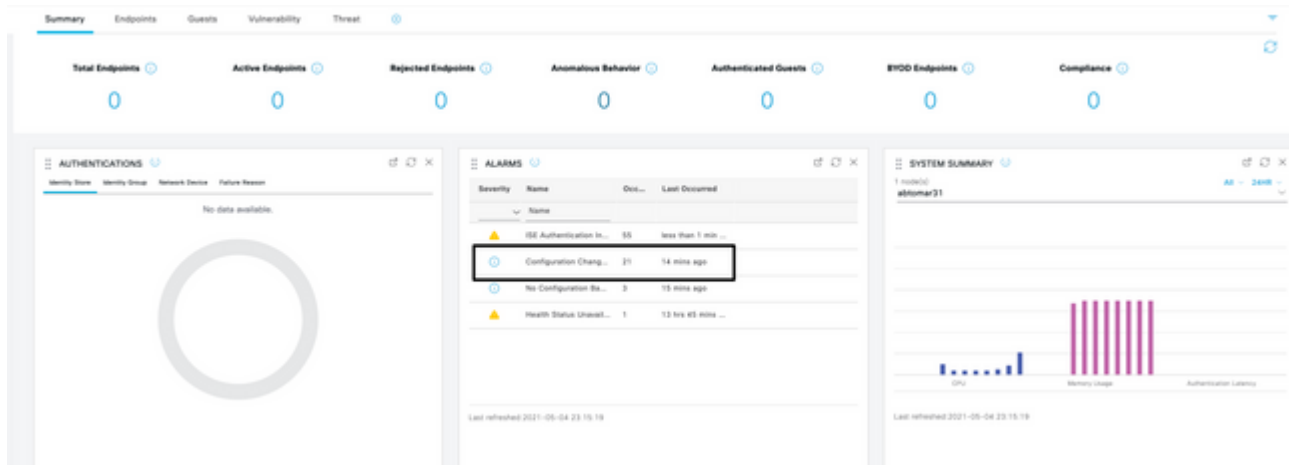 Summary Endpoints Guests Vulnerability Threat
Total Endpoints Active Endpoints Rejected Endpoints Anomalous Behavior Authenticated Guests BYOD Endpoints Compliance
0 0 0 0 0 0 0
AUTHENTICATIONS
Identity Store Identity Group Network Device Failure Reason
No data available.
ALARMS
Severity Name Occ... Last Occurred
Name
ISE Authentication In... 55 less than 1 min ...
Configuration Chang... 21 14 mins ago
No Configuration Ba... 3 15 mins ago
Health Status Unavail... 1 13 hrs 45 mins ...
Last refreshed 2021-05-04 23:15:19
SYSTEM SUMMARY
1 node(s) All 24HR
abtomar31
CPU Memory Usage Authentication Latency
Last refreshed 2021-05-04 23:15:19